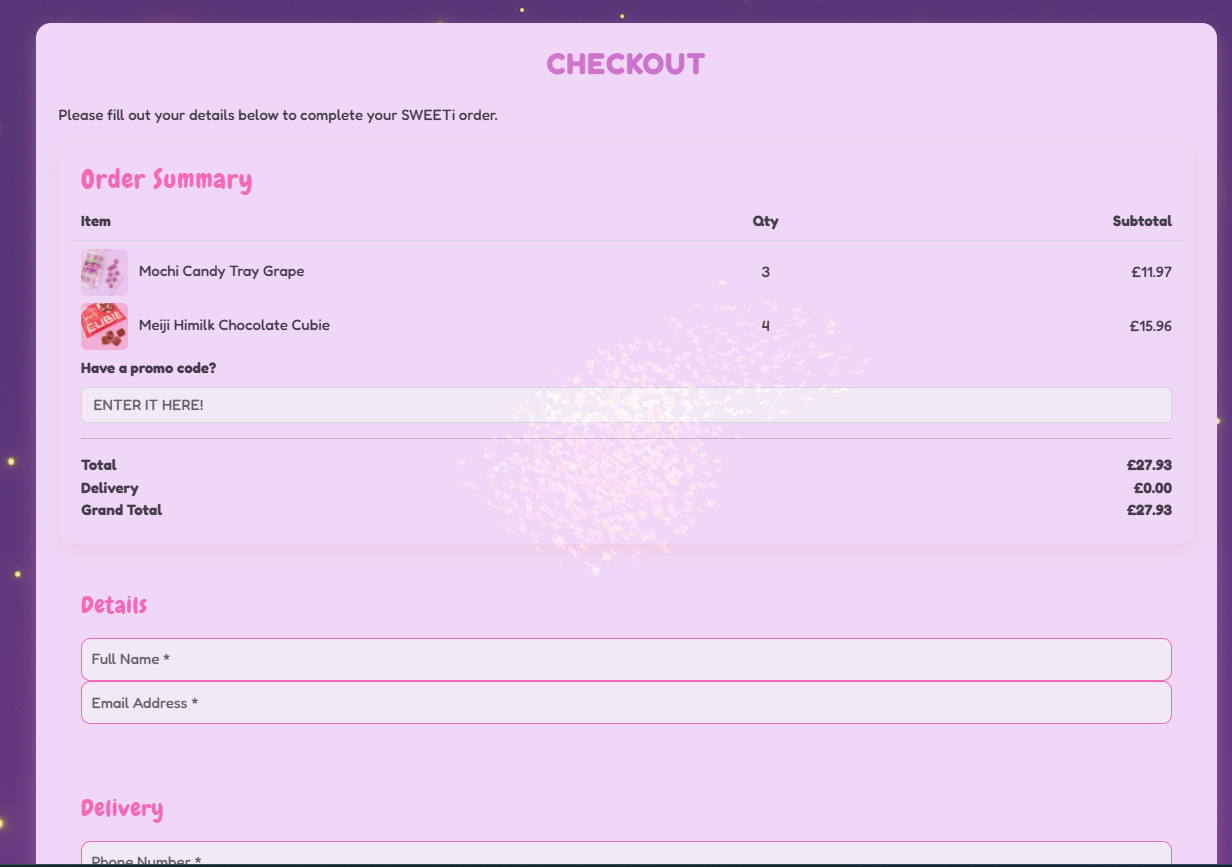 CHECKOUT
Please fill out your details below to complete your SWEETi order.
Order Summary
Item Qty Subtotal
Mochi Candy Tray Grape 3 £11.97
CUBIE
Meiji Himilk Chocolate Cubie 4 £15.96
Have a promo code?
ENTER IT HERE!
Total £27.93
Delivery £0.00
Grand Total £27.93
Details
Full Name *
Email Address *
Delivery
Phone Number *